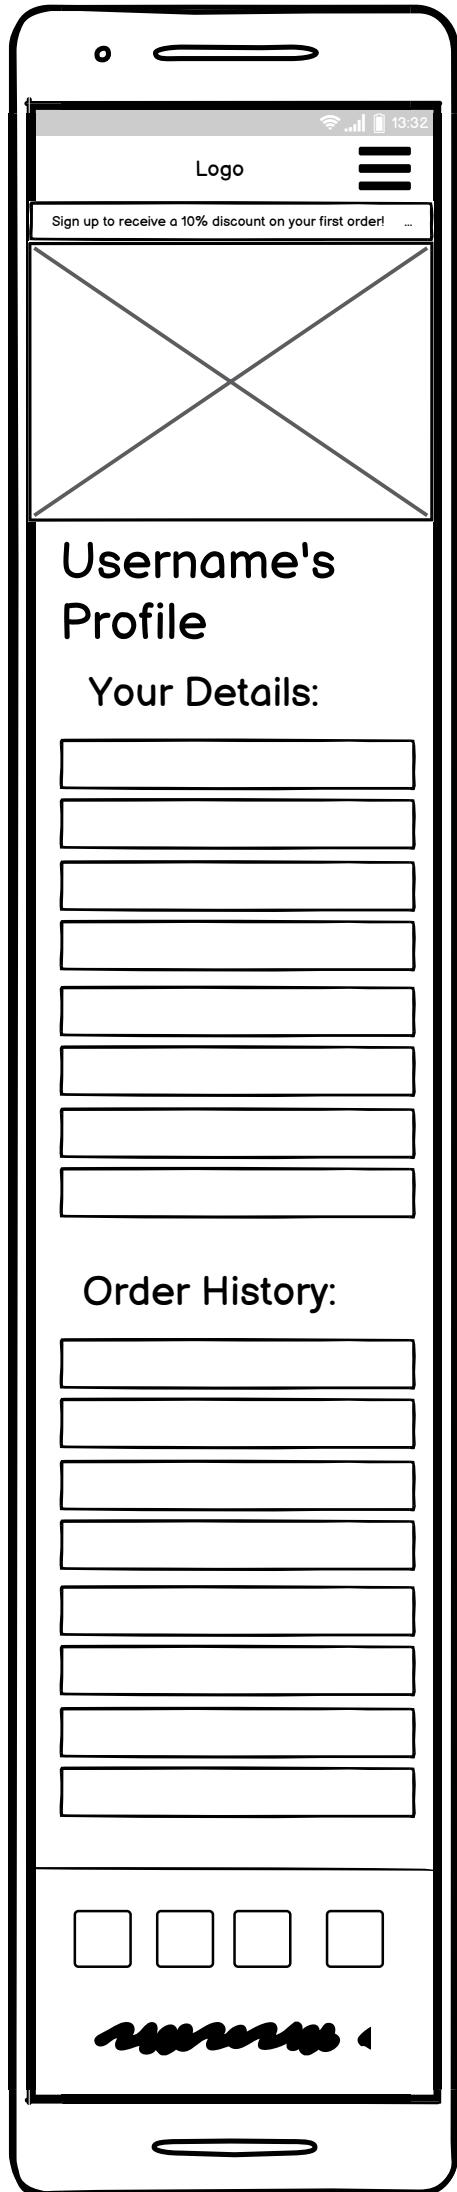 13:32
Logo
Sign up to receive a 10% discount on your first order! ...
Username's
Profile
Your Details:
Order History: